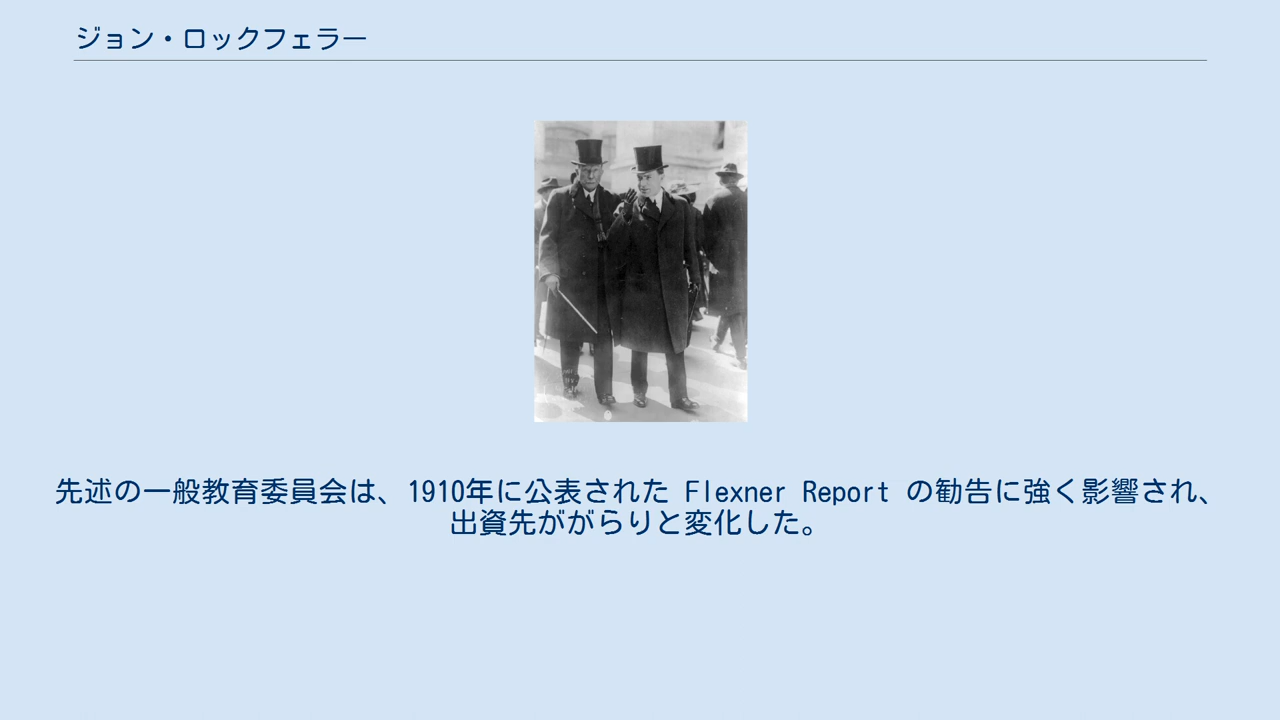 ジョン・ロックフェラー
先述の一般教育委員会は、1910年に公表された Flexner Report の勧告に強く影響され、
出資先ががらりと変化した。